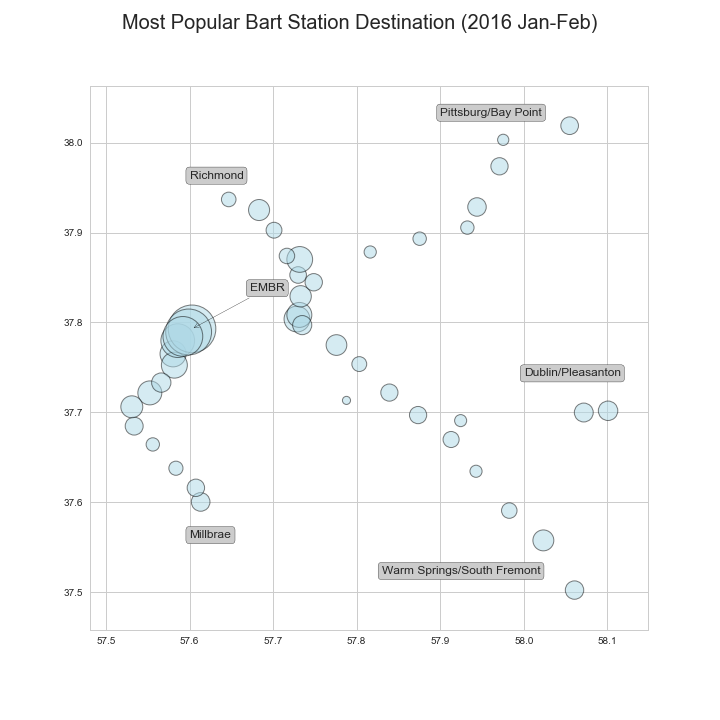 Most Popular Bart Station Destination (2016 Jan-Feb)
Pittsburg/Bay Point
38.0
Richmond
37.9
EMBR
37.8
Dublin/Pleasanton
37.7
37.6
Millbrae
Warm Springs/South Fremont
37.5
57.5 57.6 57.7 57.8 57.9 58.0 58.1